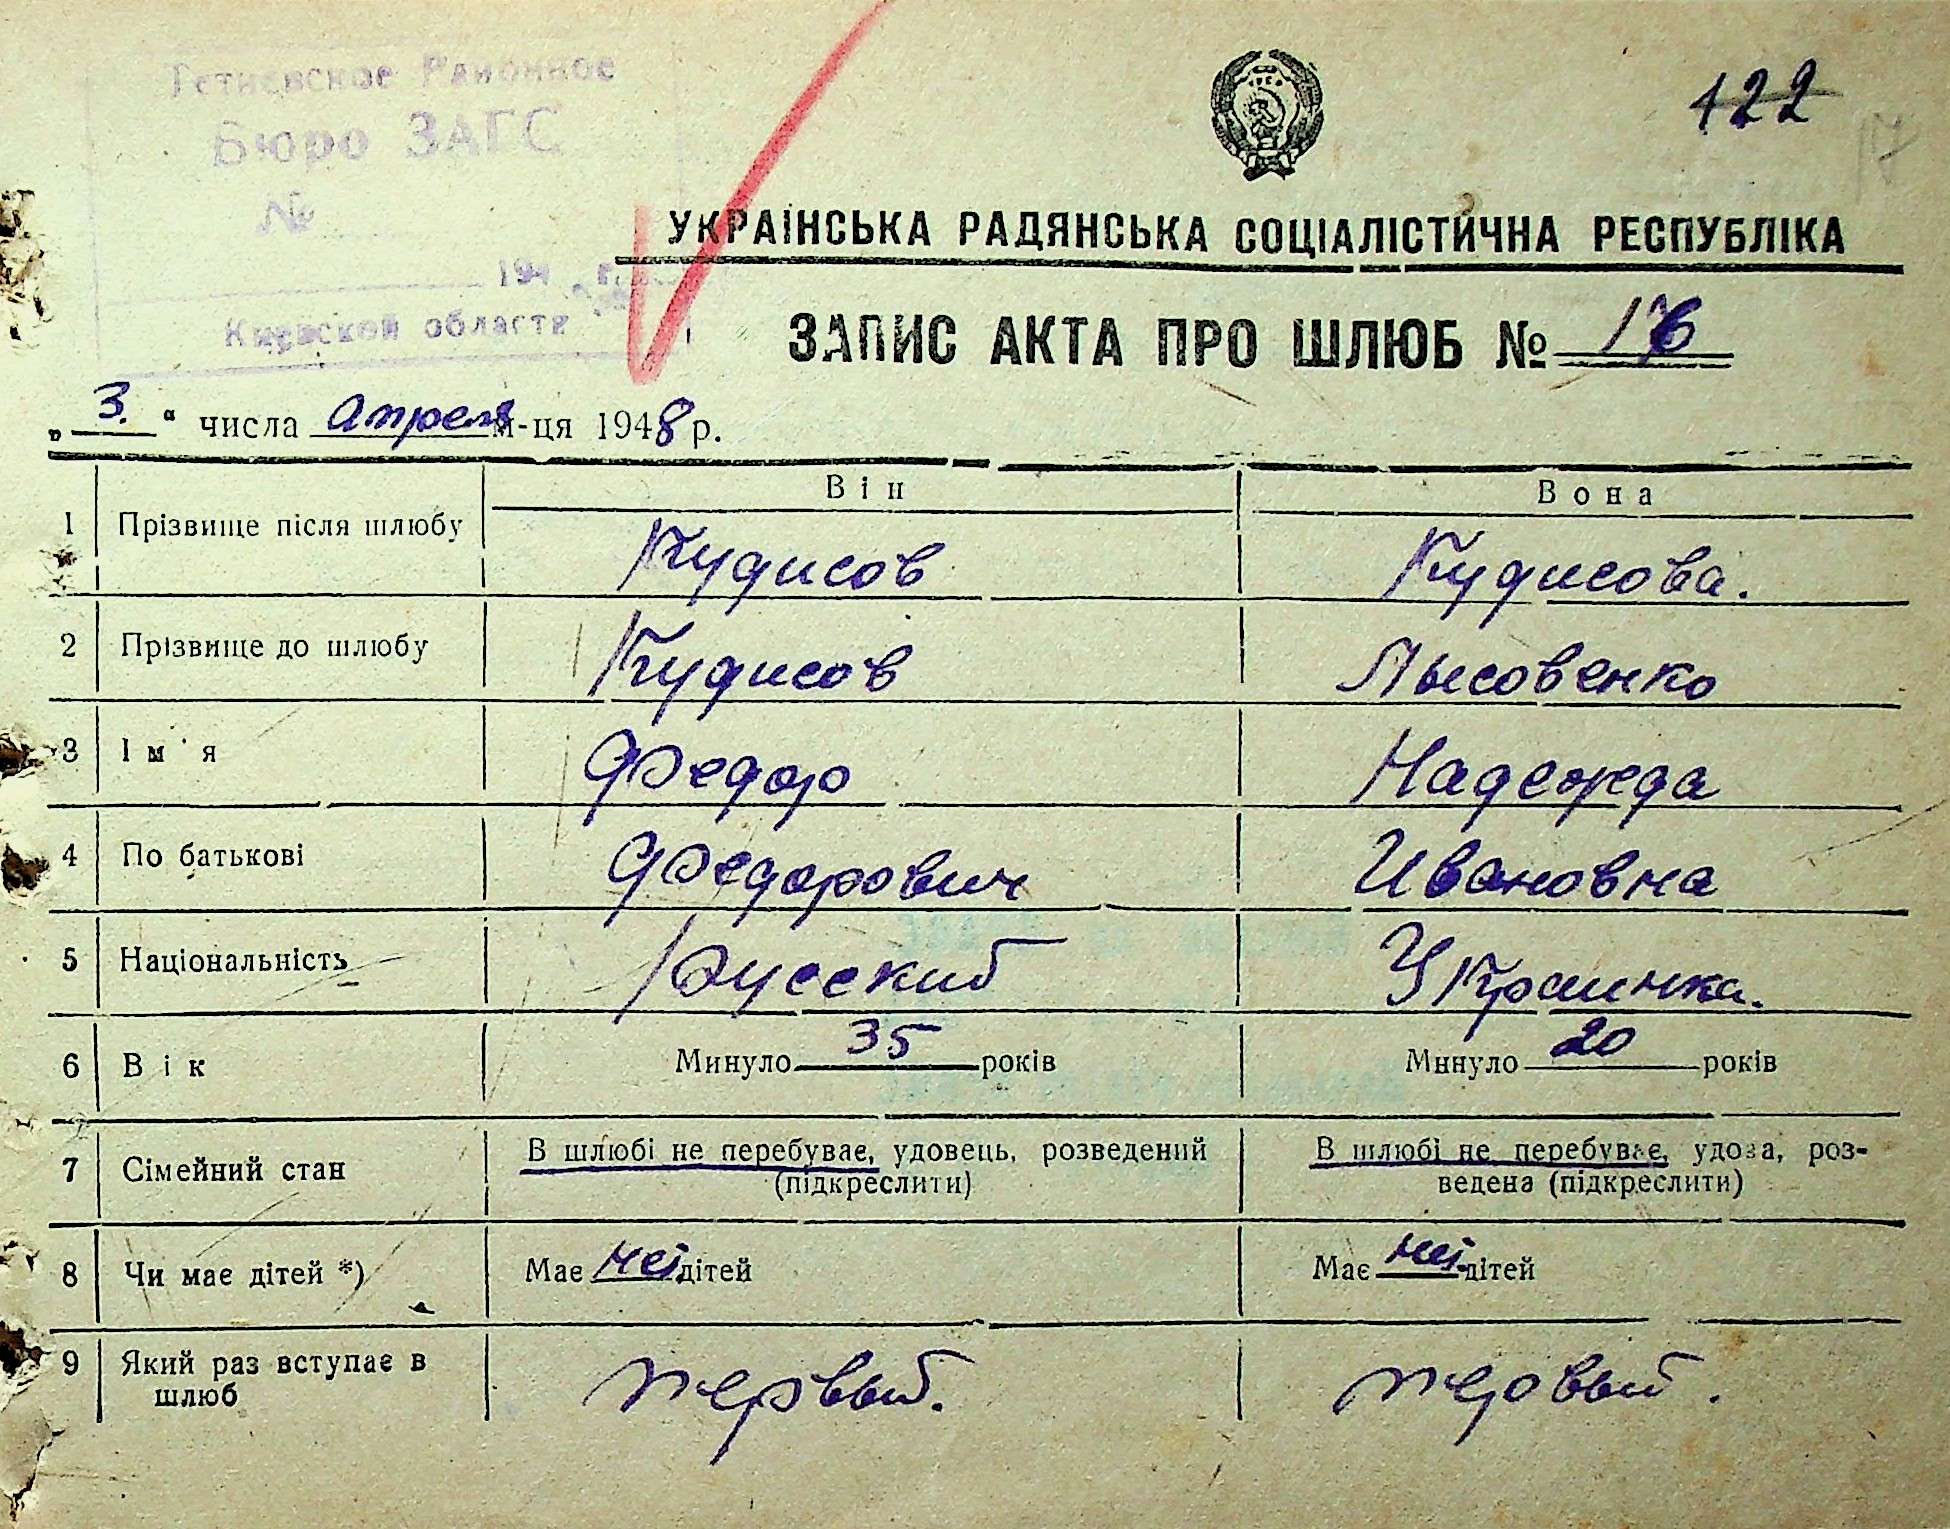 Тетиевское Районное
Бюро ЗАГС
№
194 г.
Киевской области
122
УКРАЇНСЬКА РАДЯНСЬКА СОЦІАЛІСТИЧНА РЕСПУБЛІКА
ЗАПИС АКТА ПРО ШЛЮБ № 16
„3.“ числа апреля м-ця 1948 р.
Він Вона
1 Прізвище після шлюбу Кудисов Кудисова.
2 Прізвище до шлюбу Кудисов Лысовенко
3 Ім'я Федор Надежда
4 По батькові Федорович Ивановна
5 Національність Русский Украинка.
6 Вік Минуло 35 років Минуло 20 років
7 Сімейний стан В шлюбі не перебуває, удовець, розведений В шлюбі не перебуває, удова, роз-
(підкреслити) ведена (підкреслити)
8 Чи має дітей *) Має дітей Має дітей
9 Який раз вступає в первый. первый.
шлюб